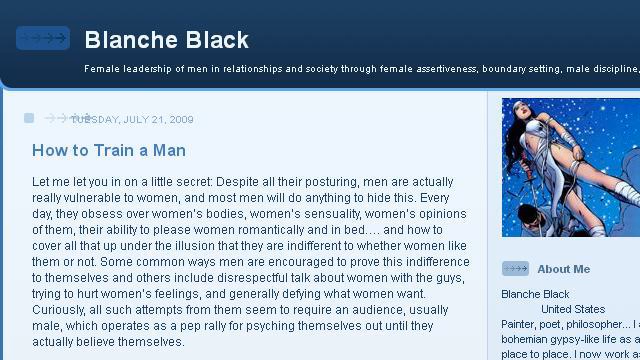 Blanche Black
Female leadership of men in relationships and society through female assertiveness, boundary setting, male discipline,
TUESDAY, JULY 21, 2009
How to Train a Man
Let me let you in on a little secret: Despite all their posturing, men are actually
really vulnerable to women, and most men will do anything to hide this. Every
day, they obsess over women's bodies, women's sensuality, women's opinions
of them, their ability to please women romantically and in bed.... and how to
cover all that up under the illusion that they are indifferent to whether women like
them or not. Some common ways men are encouraged to prove this indifference
to themselves and others include disrespectful talk about women with the guys,
trying to hurt women's feelings, and generally defying what women want.
Curiously, all such attempts from them seem to require an audience, usually
male, which operates as a pep rally for psyching themselves out until they
actually believe themselves.
About Me
Blanche Black
United States
Painter, poet, philosopher... I a
bohemian gypsy-like life as
place to place. I now work a